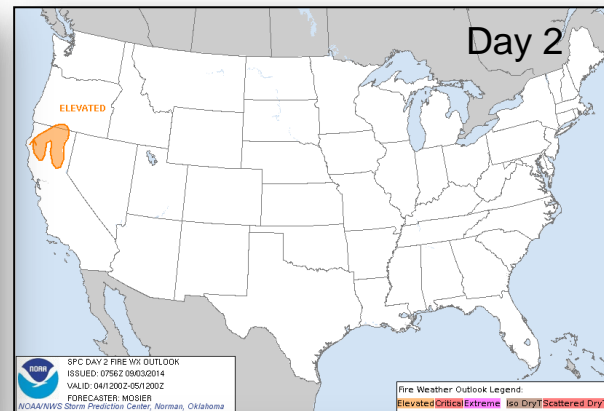 Day 2
ELEVATED
NOAA
SPC DAY 2 FIRE WX OUTLOOK
ISSUED: 0756Z 09/03/2014
VALID: 04/1200Z-05/1200Z
FORECASTER: MOSIER
NOAA/NWS Storm Prediction Center, Norman, Oklahoma
Fire Weather Outlook Legend:
Elevated Critical Extreme Iso DryT Scattered DryT